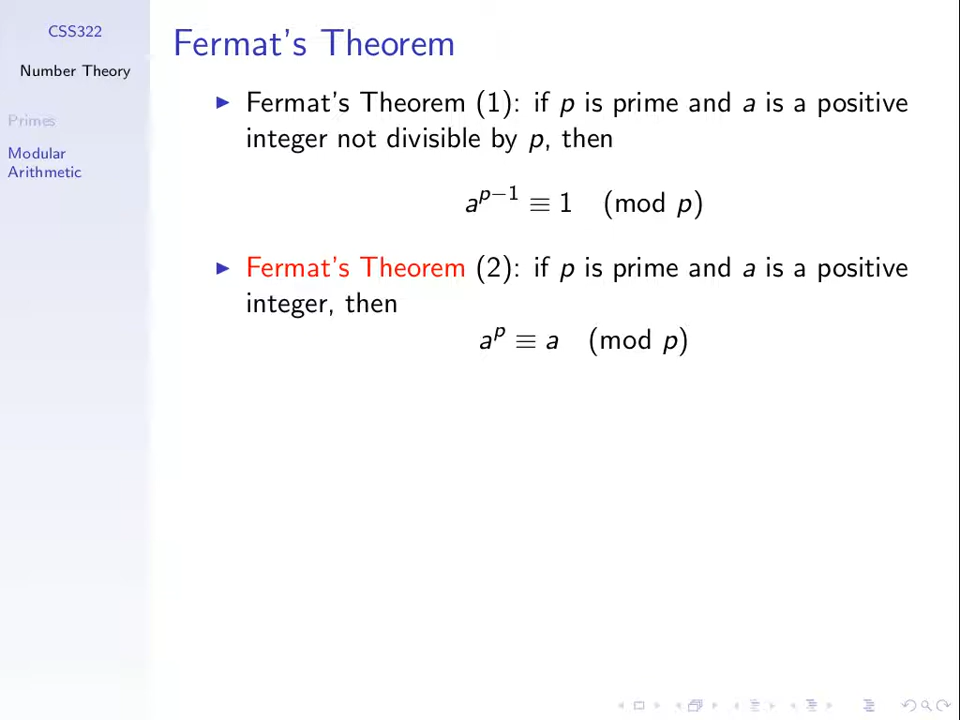 CSS322
Number Theory
Primes
Modular
Arithmetic
Fermat's Theorem
▶ Fermat's Theorem (1): if p is prime and a is a positive
integer not divisible by p, then
a^{p−1} ≡ 1 (mod p)
▶ Fermat's Theorem (2): if p is prime and a is a positive
integer, then
a^p ≡ a (mod p)